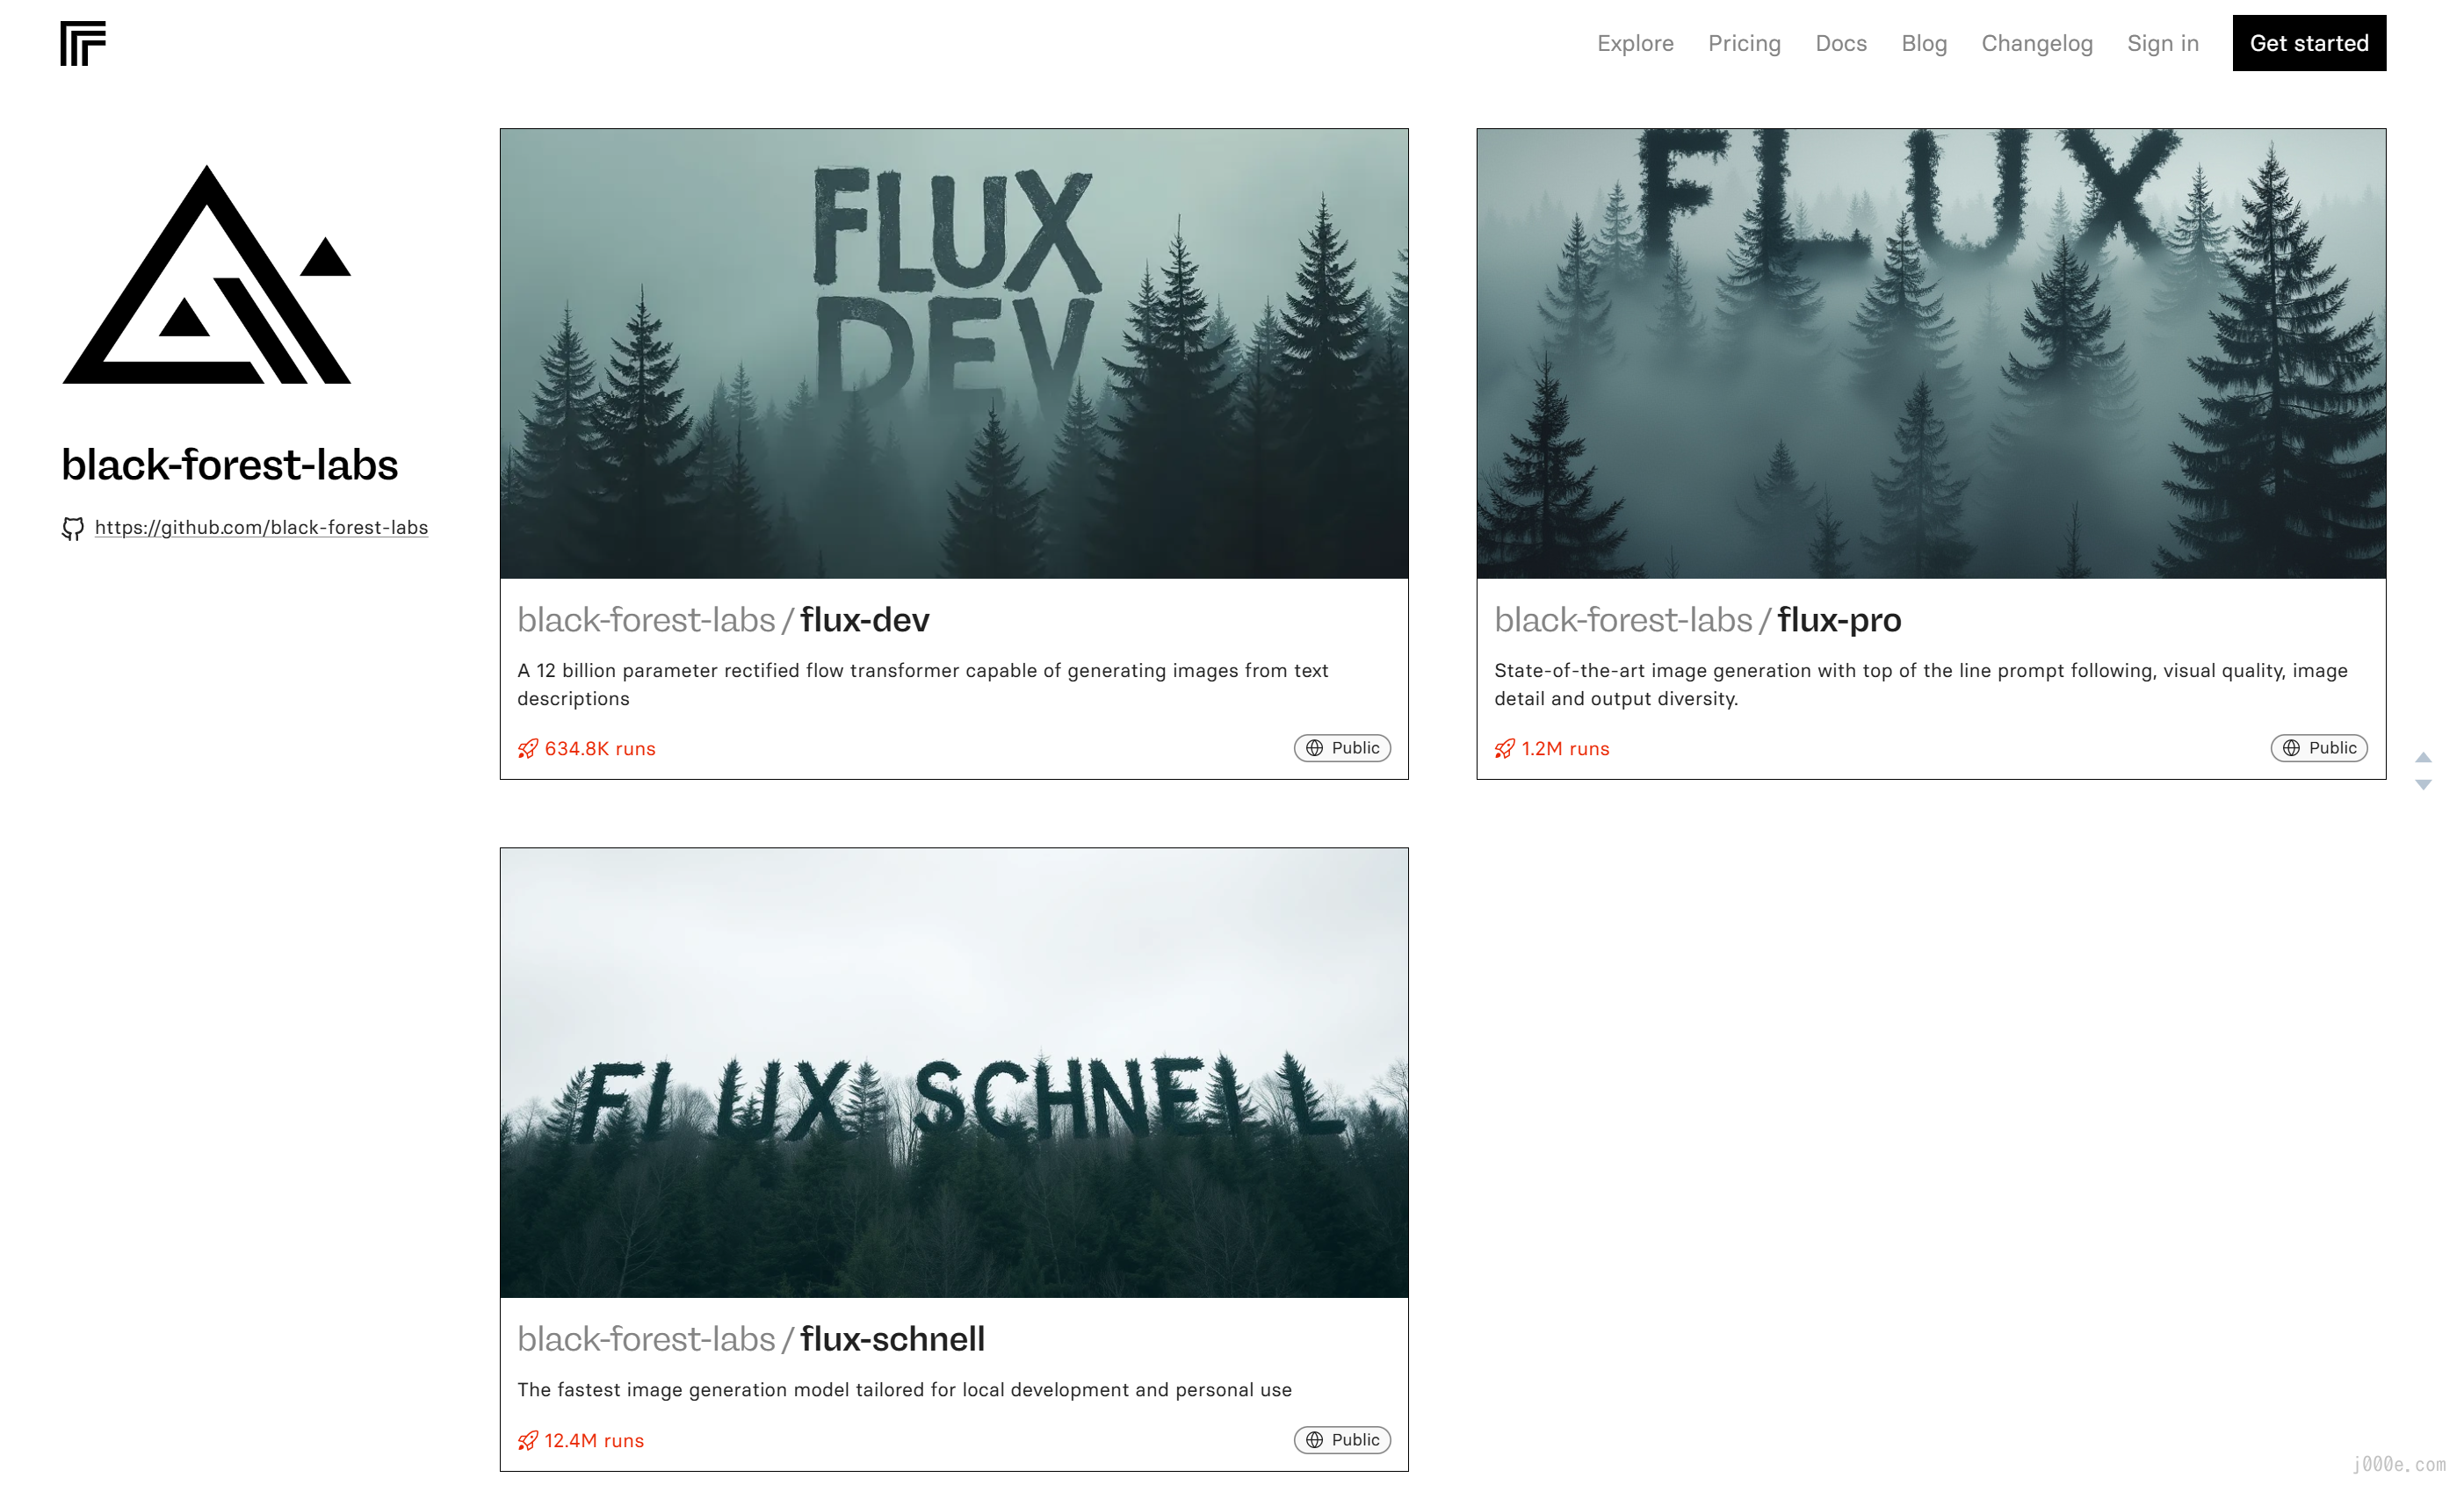 Explore Pricing Docs Blog Changelog Sign in Get started
black-forest-labs
https://github.com/black-forest-labs
FLUX
DEV
black-forest-labs / flux-dev
A 12 billion parameter rectified flow transformer capable of generating images from text
descriptions
634.8K runs
Public
FLUX
black-forest-labs / flux-pro
State-of-the-art image generation with top of the line prompt following, visual quality, image
detail and output diversity.
1.2M runs
Public
FLUX SCHNELL
black-forest-labs / flux-schnell
The fastest image generation model tailored for local development and personal use
12.4M runs
Public
j000e.com